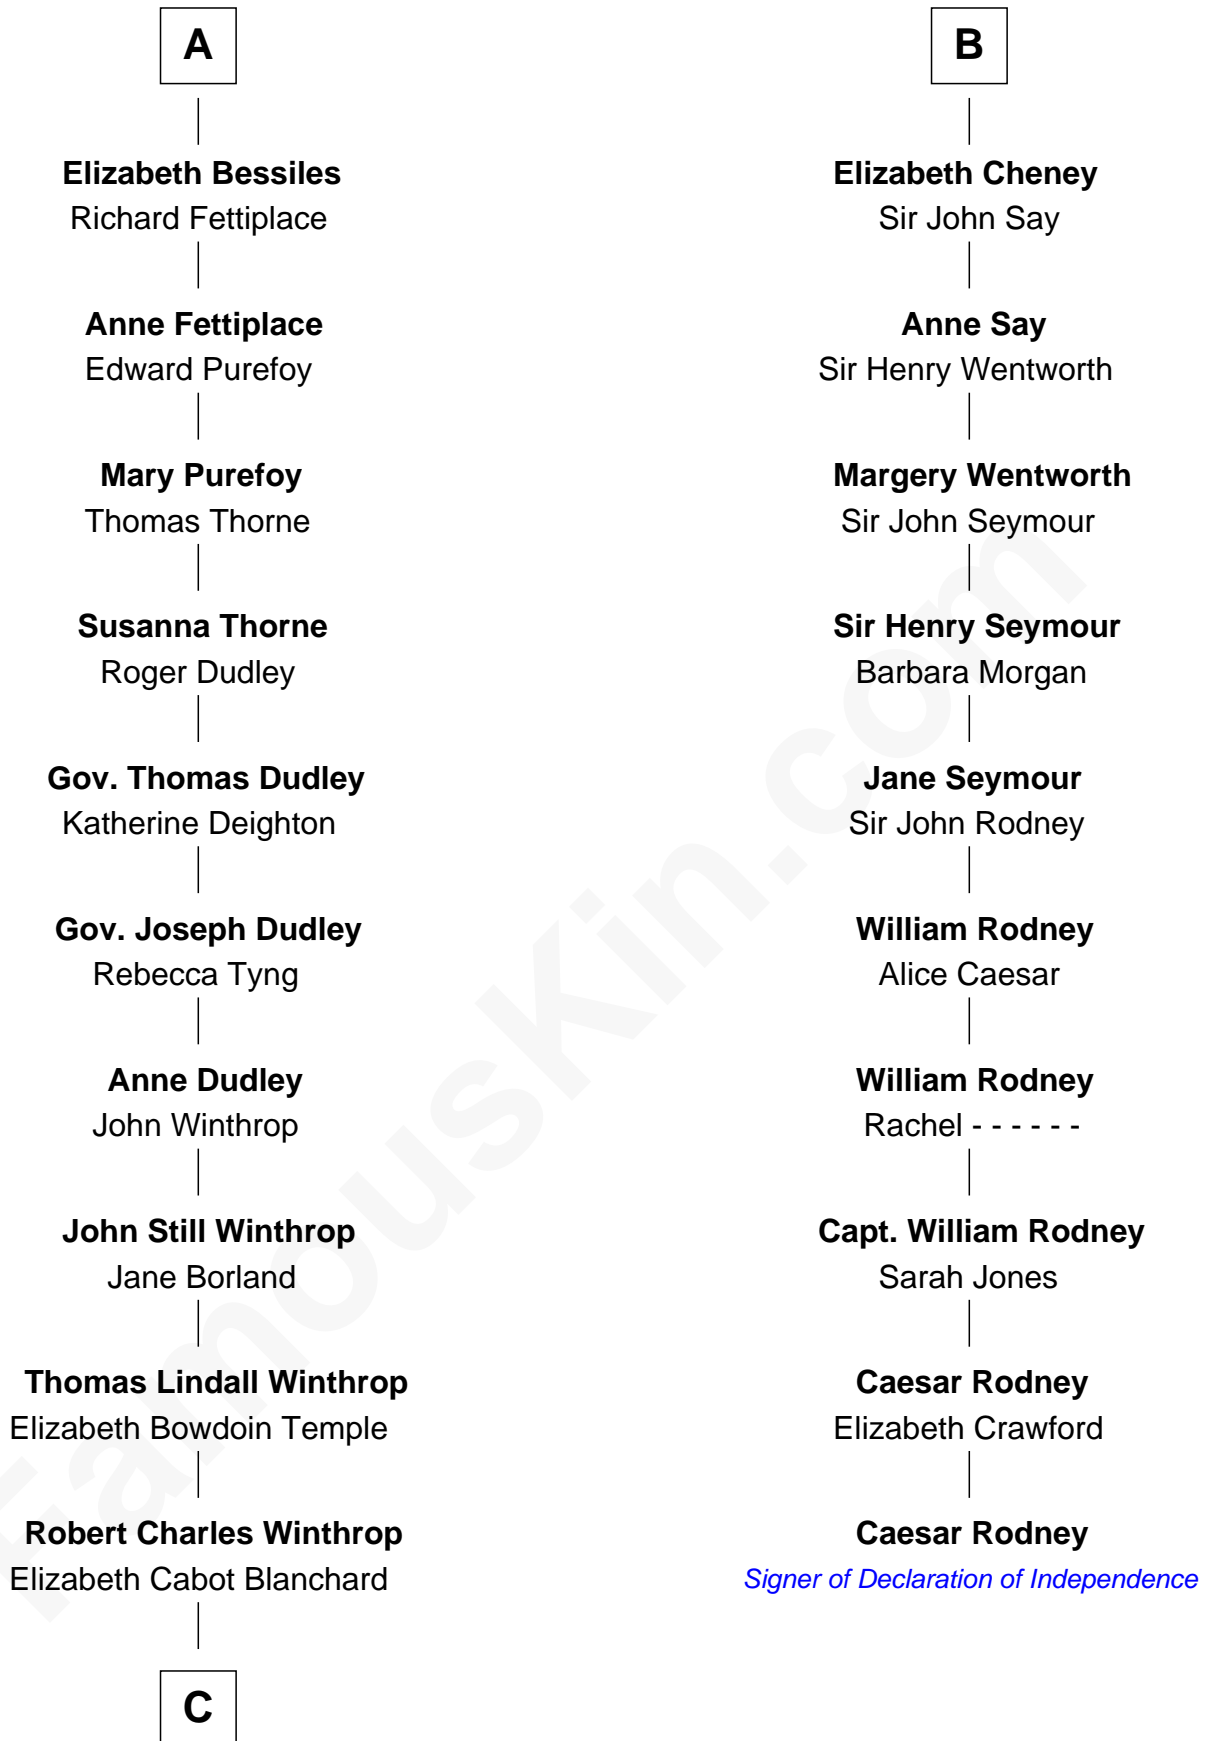 A
Elizabeth Bessiles
Richard Fettiplace
Anne Fettiplace
Edward Purefoy
Mary Purefoy
Thomas Thorne
Susanna Thorne
Roger Dudley
Gov. Thomas Dudley
Katherine Deighton
Gov. Joseph Dudley
Rebecca Tyng
Anne Dudley
John Winthrop
John Still Winthrop
Jane Borland
Thomas Lindall Winthrop
Elizabeth Bowdoin Temple
Robert Charles Winthrop
Elizabeth Cabot Blanchard
C
B
Elizabeth Cheney
Sir John Say
Anne Say
Sir Henry Wentworth
Margery Wentworth
Sir John Seymour
Sir Henry Seymour
Barbara Morgan
Jane Seymour
Sir John Rodney
William Rodney
Alice Caesar
William Rodney
Rachel - - - - - -
Capt. William Rodney
Sarah Jones
Caesar Rodney
Elizabeth Crawford
Caesar Rodney
Signer of Declaration of Independence
FamousKin.com